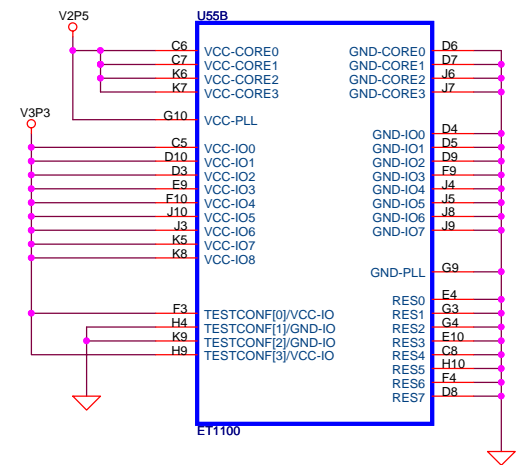 V2P5
U55B
C6 VCC-CORE0 GND-CORE0 D6
C7 VCC-CORE1 GND-CORE1 D7
K6 VCC-CORE2 GND-CORE2 J6
K7 VCC-CORE3 GND-CORE3 J7
V3P3
G10 VCC-PLL
GND-IO0 D4
C5 VCC-IO0 GND-IO1 D5
D10 VCC-IO1 GND-IO2 D9
D3 VCC-IO2 GND-IO3 F9
E9 VCC-IO3 GND-IO4 J4
F10 VCC-IO4 GND-IO5 J5
J10 VCC-IO5 GND-IO6 J8
J3 VCC-IO6 GND-IO7 J9
K5 VCC-IO7
K8 VCC-IO8
GND-PLL G9
RES0 E4
F3 TESTCONF[0]/VCC-IO RES1 G3
H4 TESTCONF[1]/GND-IO RES2 G4
K9 TESTCONF[2]/GND-IO RES3 E10
H9 TESTCONF[3]/VCC-IO RES4 C8
RES5 H10
RES6 F4
RES7 D8
ET1100